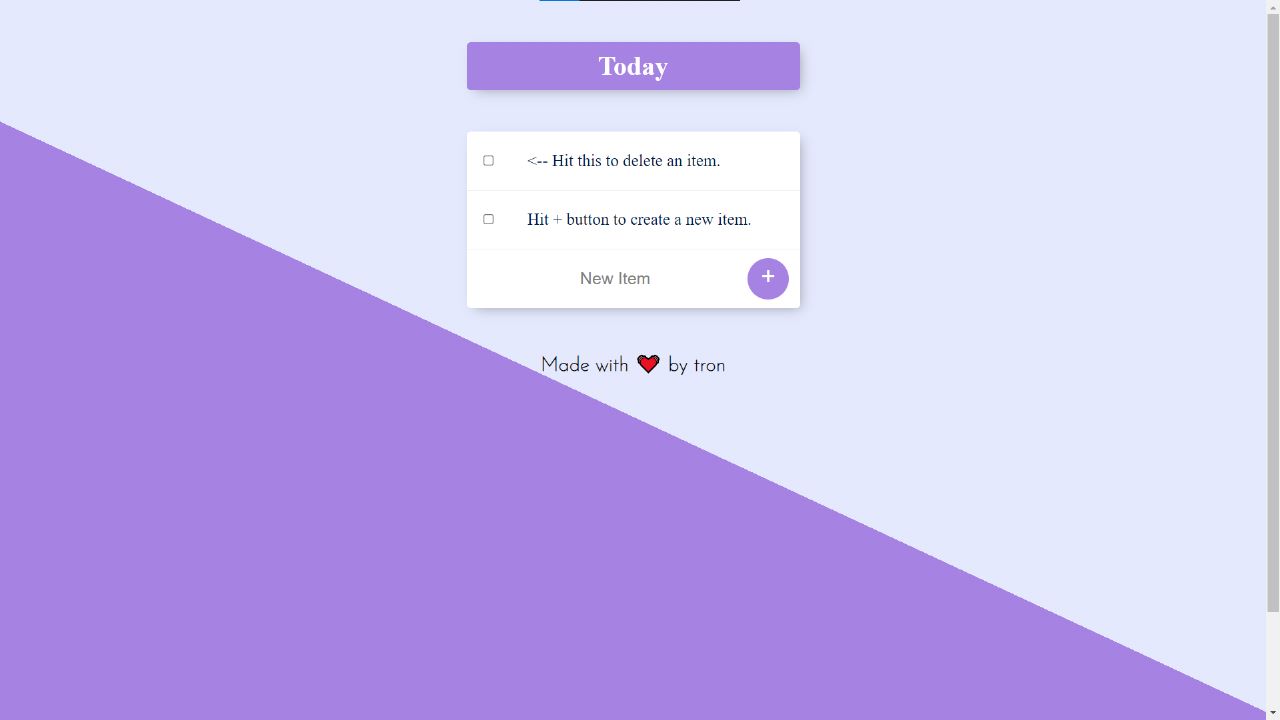 Today
<-- Hit this to delete an item.
Hit + button to create a new item.
New Item
+
Made with ❤ by tron